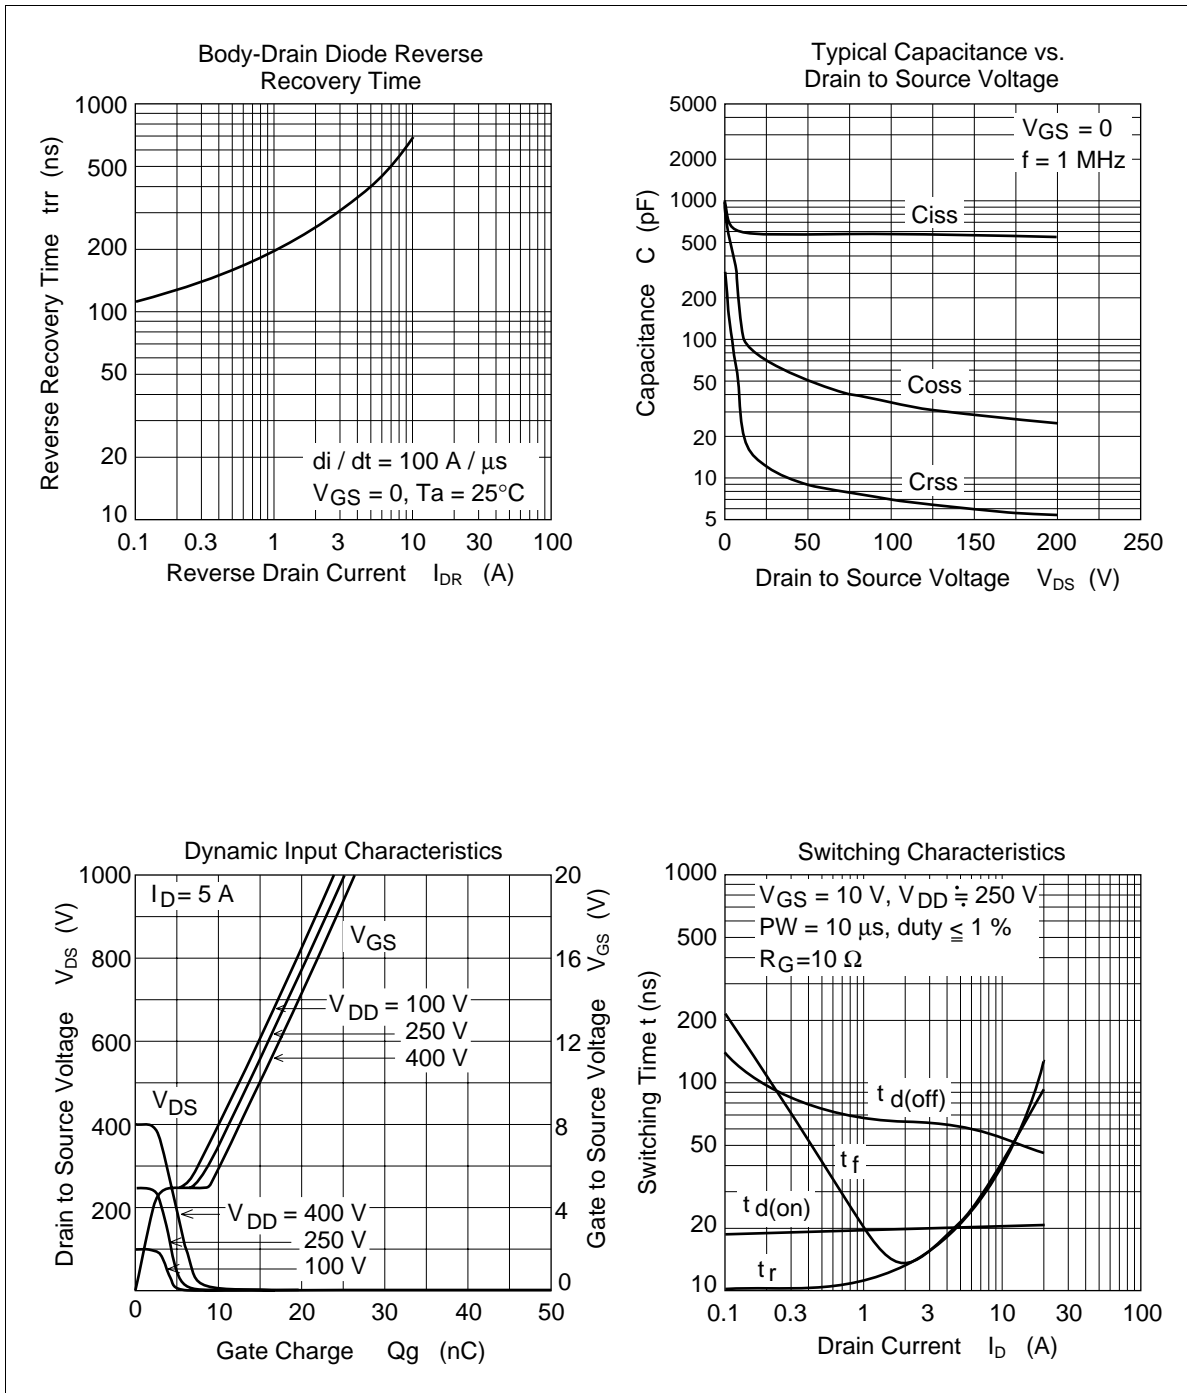 Body-Drain Diode Reverse
Recovery Time
Reverse Recovery Time trr (ns)
1000
500
200
100
50
20
10
di / dt = 100 A / µs
VGS = 0, Ta = 25°C
0.1 0.3 1 3 10 30 100
Reverse Drain Current IDR (A)
Typical Capacitance vs.
Drain to Source Voltage
Capacitance C (pF)
5000
2000
1000
500
200
100
50
20
10
5
VGS = 0
f = 1 MHz
Ciss
Coss
Crss
0 50 100 150 200 250
Drain to Source Voltage VDS (V)
Dynamic Input Characteristics
Drain to Source Voltage VDS (V)
1000
800
600
400
200
0
ID = 5 A
VGS
VDD = 100 V
250 V
400 V
VDS
VDD = 400 V
250 V
100 V
20
16
12
8
4
0
Gate to Source Voltage VGS (V)
0 10 20 30 40 50
Gate Charge Qg (nC)
Switching Characteristics
Switching Time t (ns)
1000
500
200
100
50
20
10
VGS = 10 V, VDD ≒ 250 V
PW = 10 µs, duty ≦ 1 %
RG=10 Ω
t d(off)
t f
t d(on)
t r
0.1 0.3 1 3 10 30 100
Drain Current ID (A)